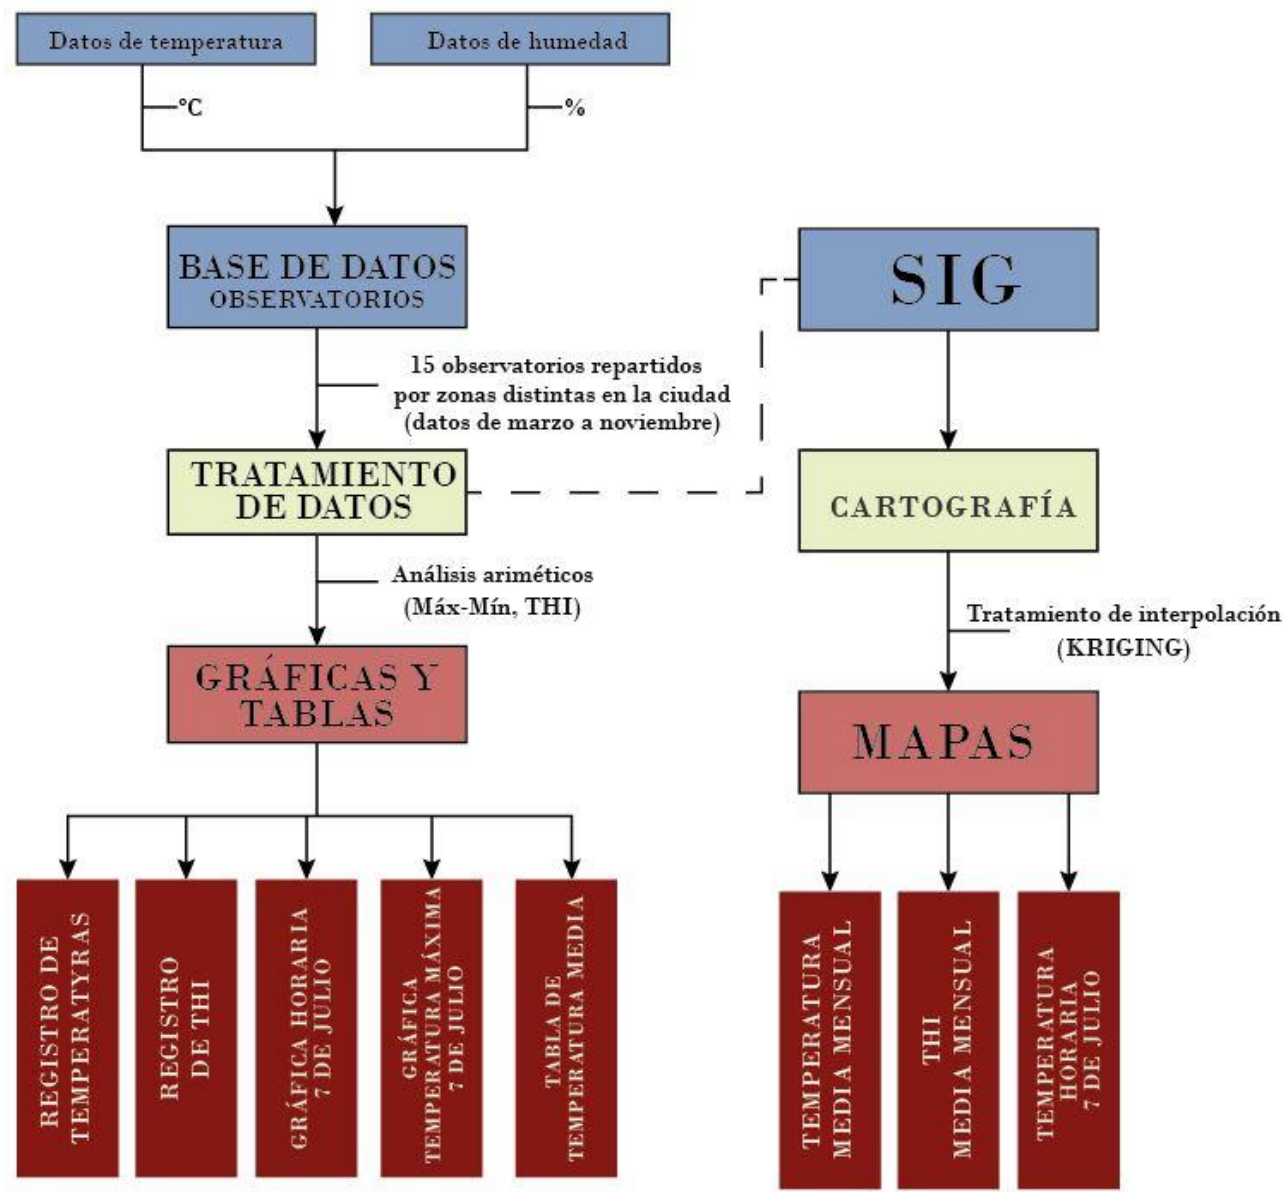 Datos de temperatura
Datos de humedad
°C
%
BASE DE DATOS
OBSERVATORIOS
SIG
15 observatorios repartidos
por zonas distintas en la ciudad
(datos de marzo a noviembre)
TRATAMIENTO
DE DATOS
CARTOGRAFÍA
Análisis ariméticos
(Máx-Mín, THI)
Tratamiento de interpolación
(KRIGING)
GRÁFICAS Y
TABLAS
MAPAS
REGISTRO DE
TEMPERATYRAS
REGISTRO
DE THI
GRÁFICA HORARIA
7 DE JULIO
GRÁFICA
TEMPERATURA MÁXIMA
7 DE JULIO
TABLA DE
TEMPERATURA MEDIA
TEMPERATURA
MEDIA MENSUAL
THI
MEDIA MENSUAL
TEMPERATURA
HORARIA
7 DE JULIO